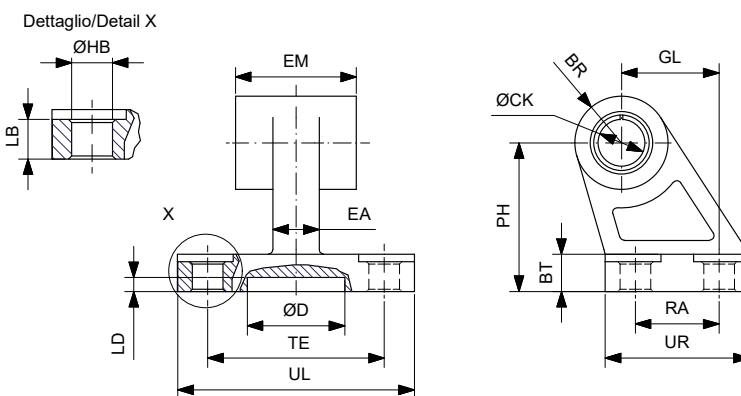 Dettaglio/Detail X
ØHB
LB
EM
X
EA
LD
ØD
TE
UL
BR
GL
ØCK
PH
BT
RA
UR